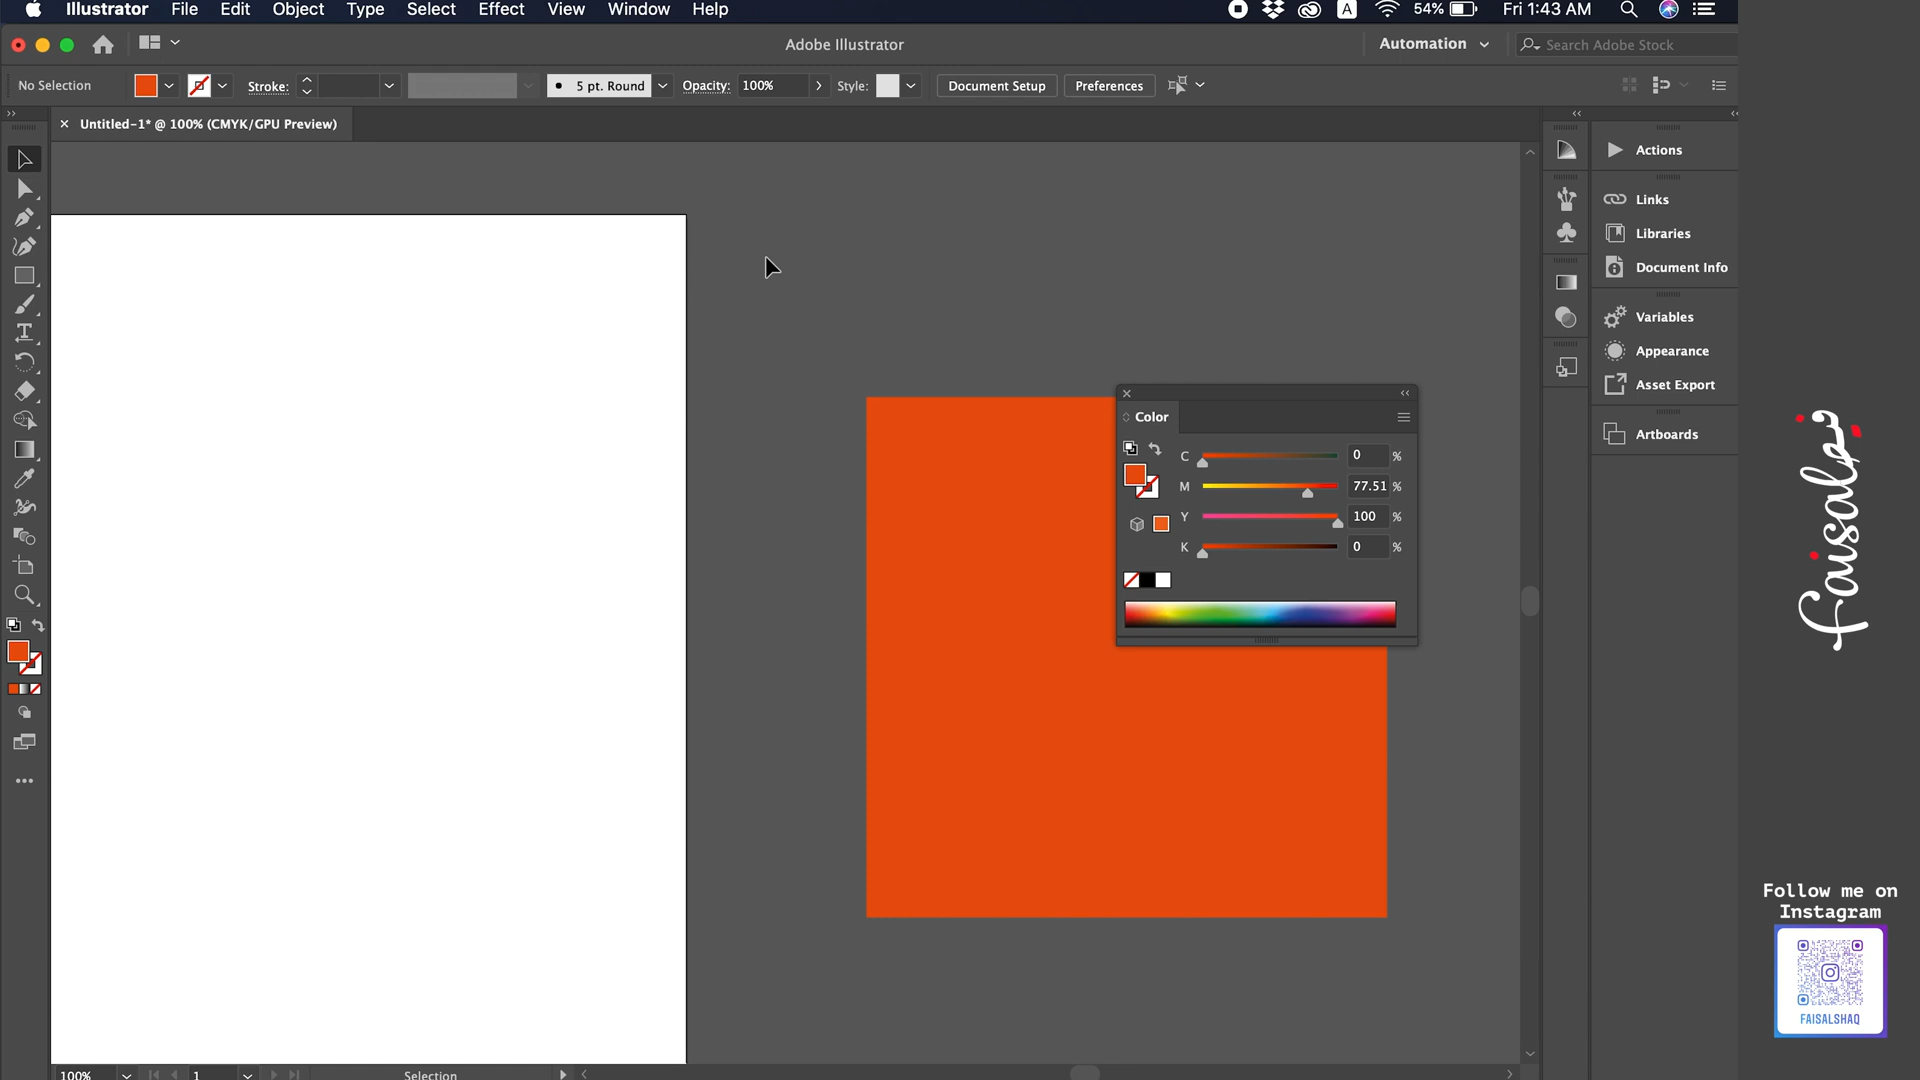 Illustrator File Edit Object Type Select Effect View Window Help A 54% Fri 1:43 AM
Adobe Illustrator Automation Search Adobe Stock
No Selection Stroke: 5 pt. Round Opacity: 100% Style: Document Setup Preferences
Untitled-1* @ 100% (CMYK/GPU Preview)
Actions
Links
Libraries
Document Info
Variables
Appearance
Asset Export
Artboards
Color
C 0 %
M 77.51 %
Y 100 %
K 0 %
100% 1 Selection
faisalpj
Follow me on
Instagram
FAISALSHAQ